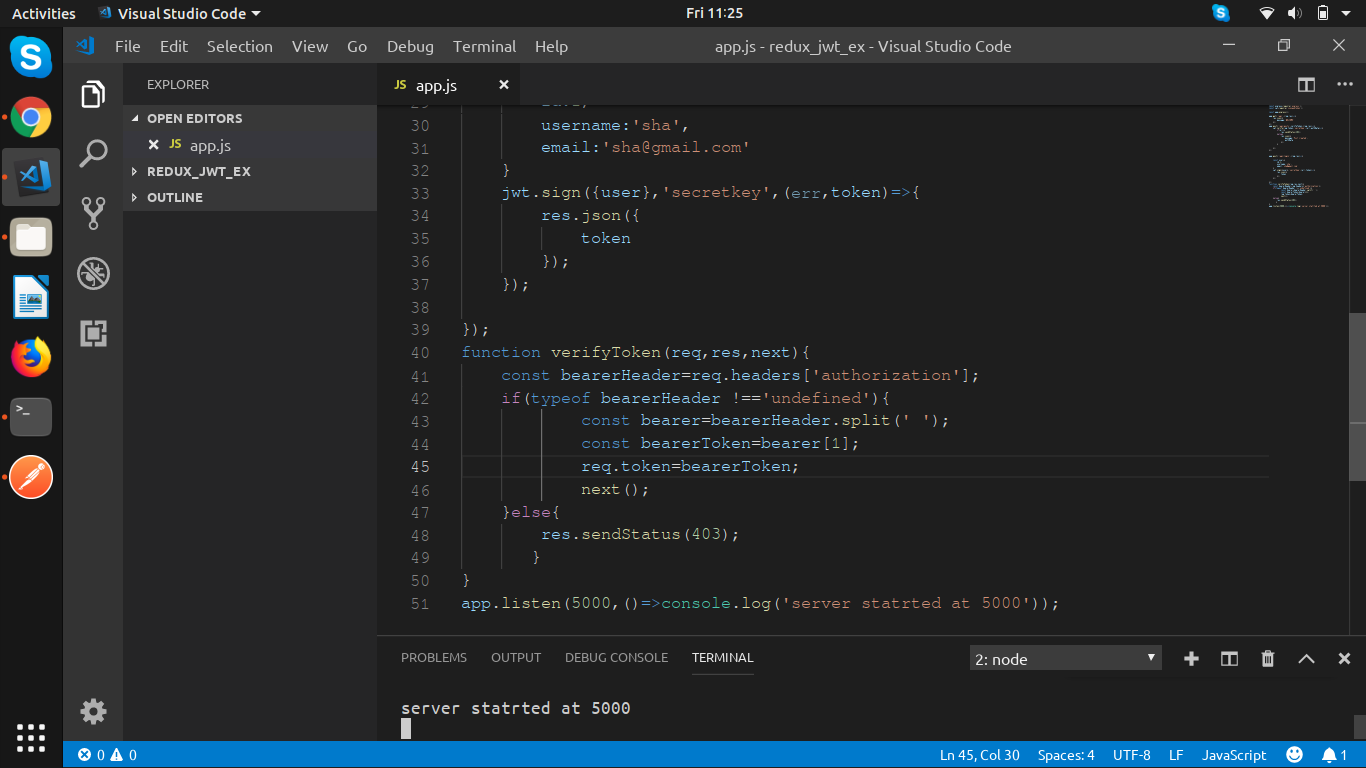 Activities Visual Studio Code Fri 11:25
File Edit Selection View Go Debug Terminal Help app.js - redux_jwt_ex - Visual Studio Code
EXPLORER
OPEN EDITORS
JS app.js
REDUX_JWT_EX
OUTLINE
JS app.js
30 username:'sha',
31 email:'sha@gmail.com'
32 }
33 jwt.sign({user},'secretkey',(err,token)=>{
34 res.json({
35 token
36 });
37 });
38
39 });
40 function verifyToken(req,res,next){
41 const bearerHeader=req.headers['authorization'];
42 if(typeof bearerHeader !=='undefined'){
43 const bearer=bearerHeader.split(' ');
44 const bearerToken=bearer[1];
45 req.token=bearerToken;
46 next();
47 }else{
48 res.sendStatus(403);
49 }
50 }
51 app.listen(5000,()=>console.log('server statrted at 5000'));
PROBLEMS OUTPUT DEBUG CONSOLE TERMINAL 2: node
server statrted at 5000
0 0 Ln 45, Col 30 Spaces: 4 UTF-8 LF JavaScript 1